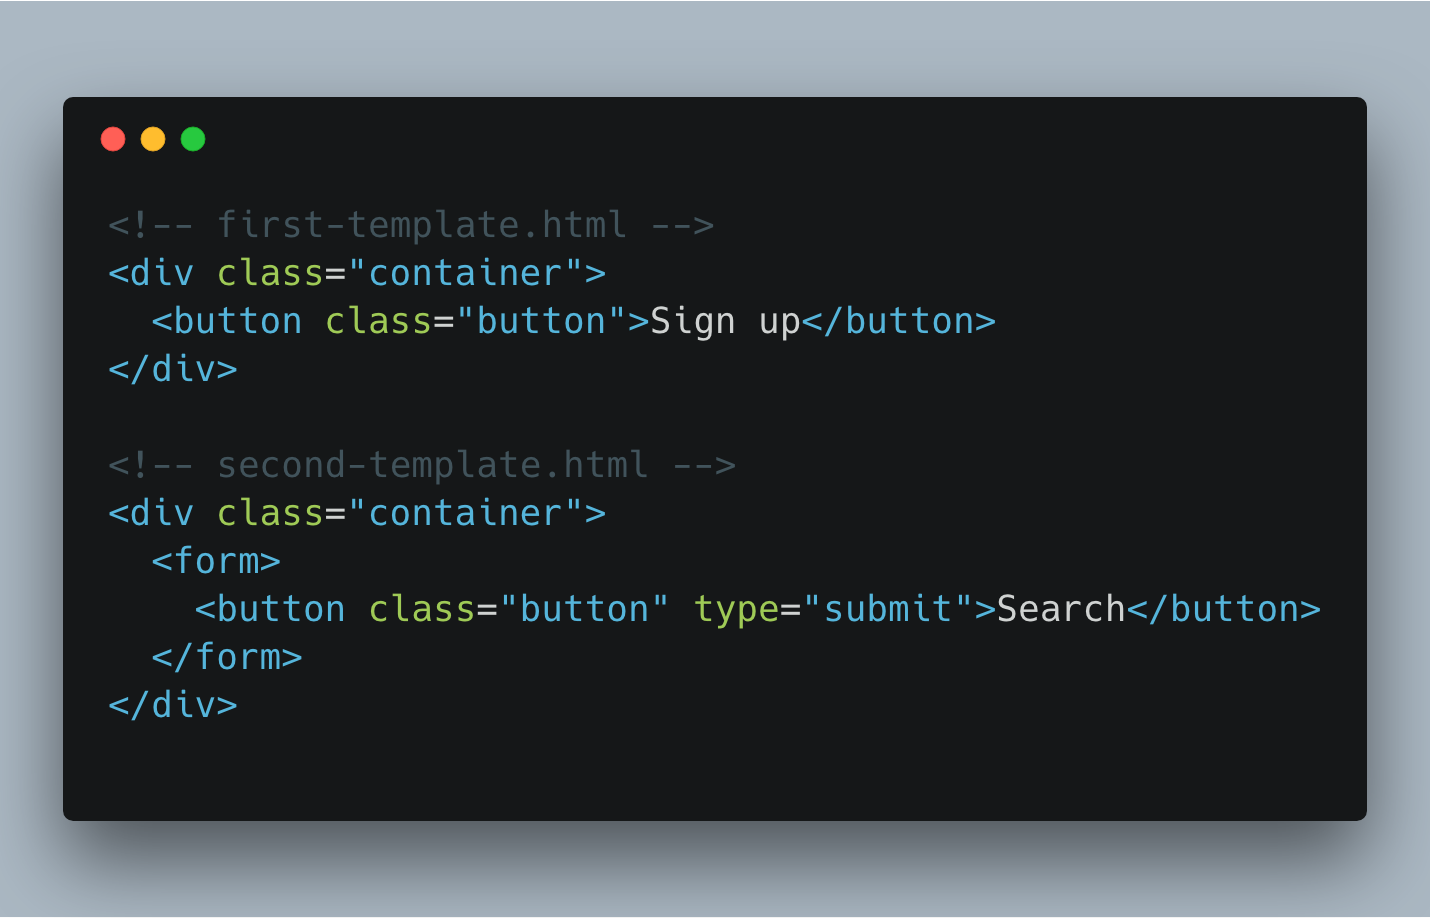 <!-- first-template.html -->
<div class="container">
  <button class="button">Sign up</button>
</div>

<!-- second-template.html -->
<div class="container">
  <form>
    <button class="button" type="submit">Search</button>
  </form>
</div>